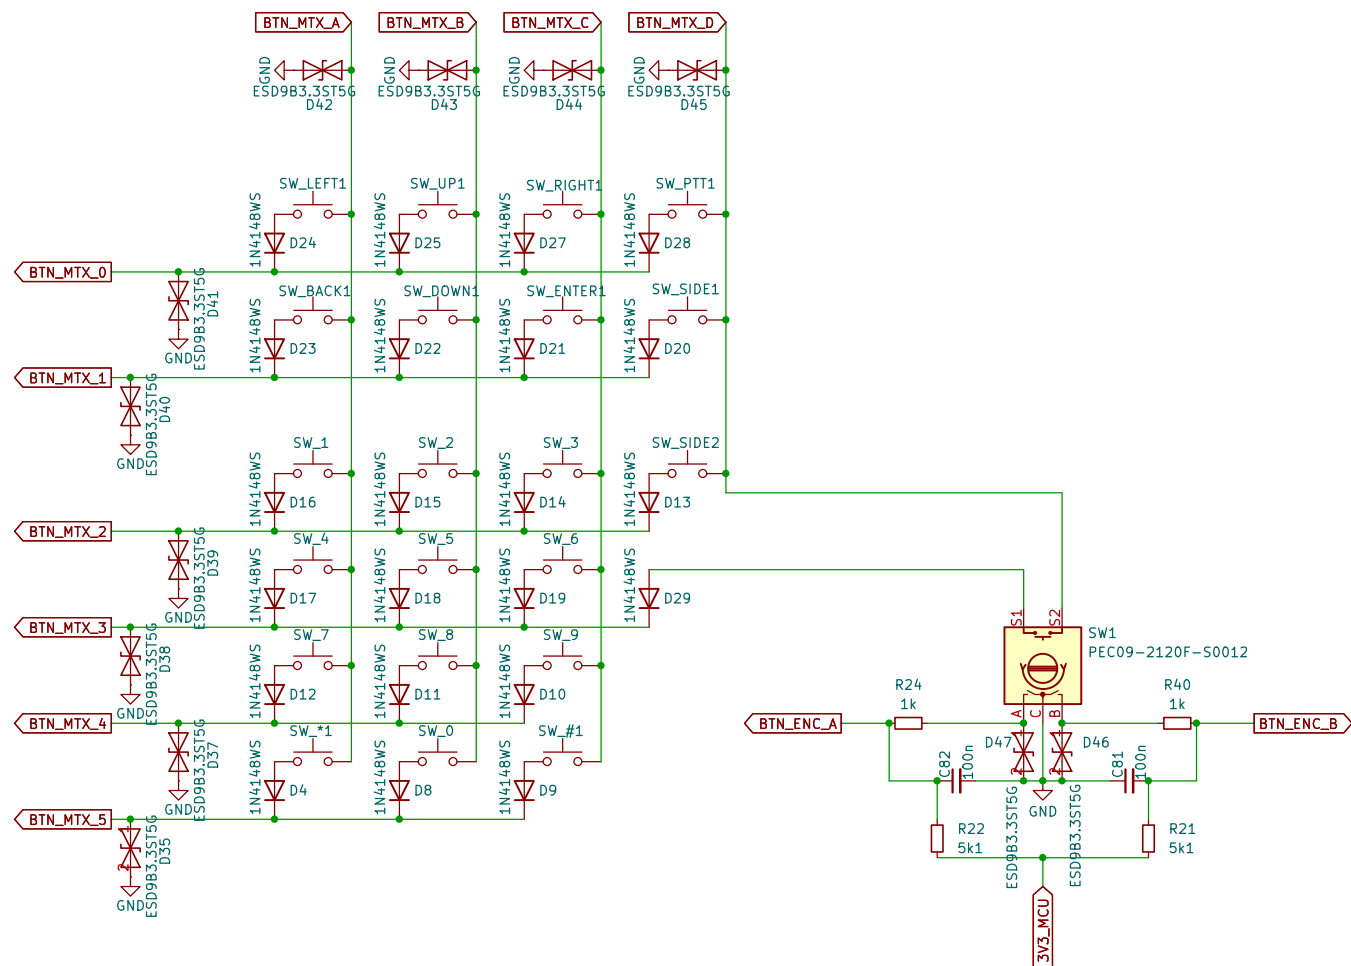 BTN_MTX_A BTN_MTX_B BTN_MTX_C BTN_MTX_D
GND GND GND GND
ESD9B3.3ST5G ESD9B3.3ST5G ESD9B3.3ST5G ESD9B3.3ST5G
D42 D43 D44 D45
SW_LEFT1 SW_UP1 SW_RIGHT1 SW_PTT1
1N4148WS 1N4148WS 1N4148WS 1N4148WS
D24 D25 D27 D28
BTN_MTX_0
ESD9B3.3ST5G
D41
GND
SW_BACK1 SW_DOWN1 SW_ENTER1 SW_SIDE1
1N4148WS 1N4148WS 1N4148WS 1N4148WS
D23 D22 D21 D20
BTN_MTX_1
ESD9B3.3ST5G
D40
GND
SW_1 SW_2 SW_3 SW_SIDE2
1N4148WS 1N4148WS 1N4148WS 1N4148WS
D16 D15 D14 D13
BTN_MTX_2
ESD9B3.3ST5G
D39
GND
SW_4 SW_5 SW_6
1N4148WS 1N4148WS 1N4148WS 1N4148WS
D17 D18 D19 D29
BTN_MTX_3
ESD9B3.3ST5G
D38
GND
SW_7 SW_8 SW_9
1N4148WS 1N4148WS 1N4148WS
D12 D11 D10
BTN_MTX_4
ESD9B3.3ST5G
D37
GND
SW_*1 SW_0 SW_#1
1N4148WS 1N4148WS 1N4148WS
D4 D8 D9
BTN_MTX_5
1
2
ESD9B3.3ST5G
D35
GND
S1 S2
SW1
PEC09-2120F-S0012
A C B
R24
1k
R40
1k
BTN_ENC_A
BTN_ENC_B
D47
1
2
D46
1
2
C82
100n
C81
100n
ESD9B3.3ST5G
GND
ESD9B3.3ST5G
R22
5k1
R21
5k1
3V3_MCU